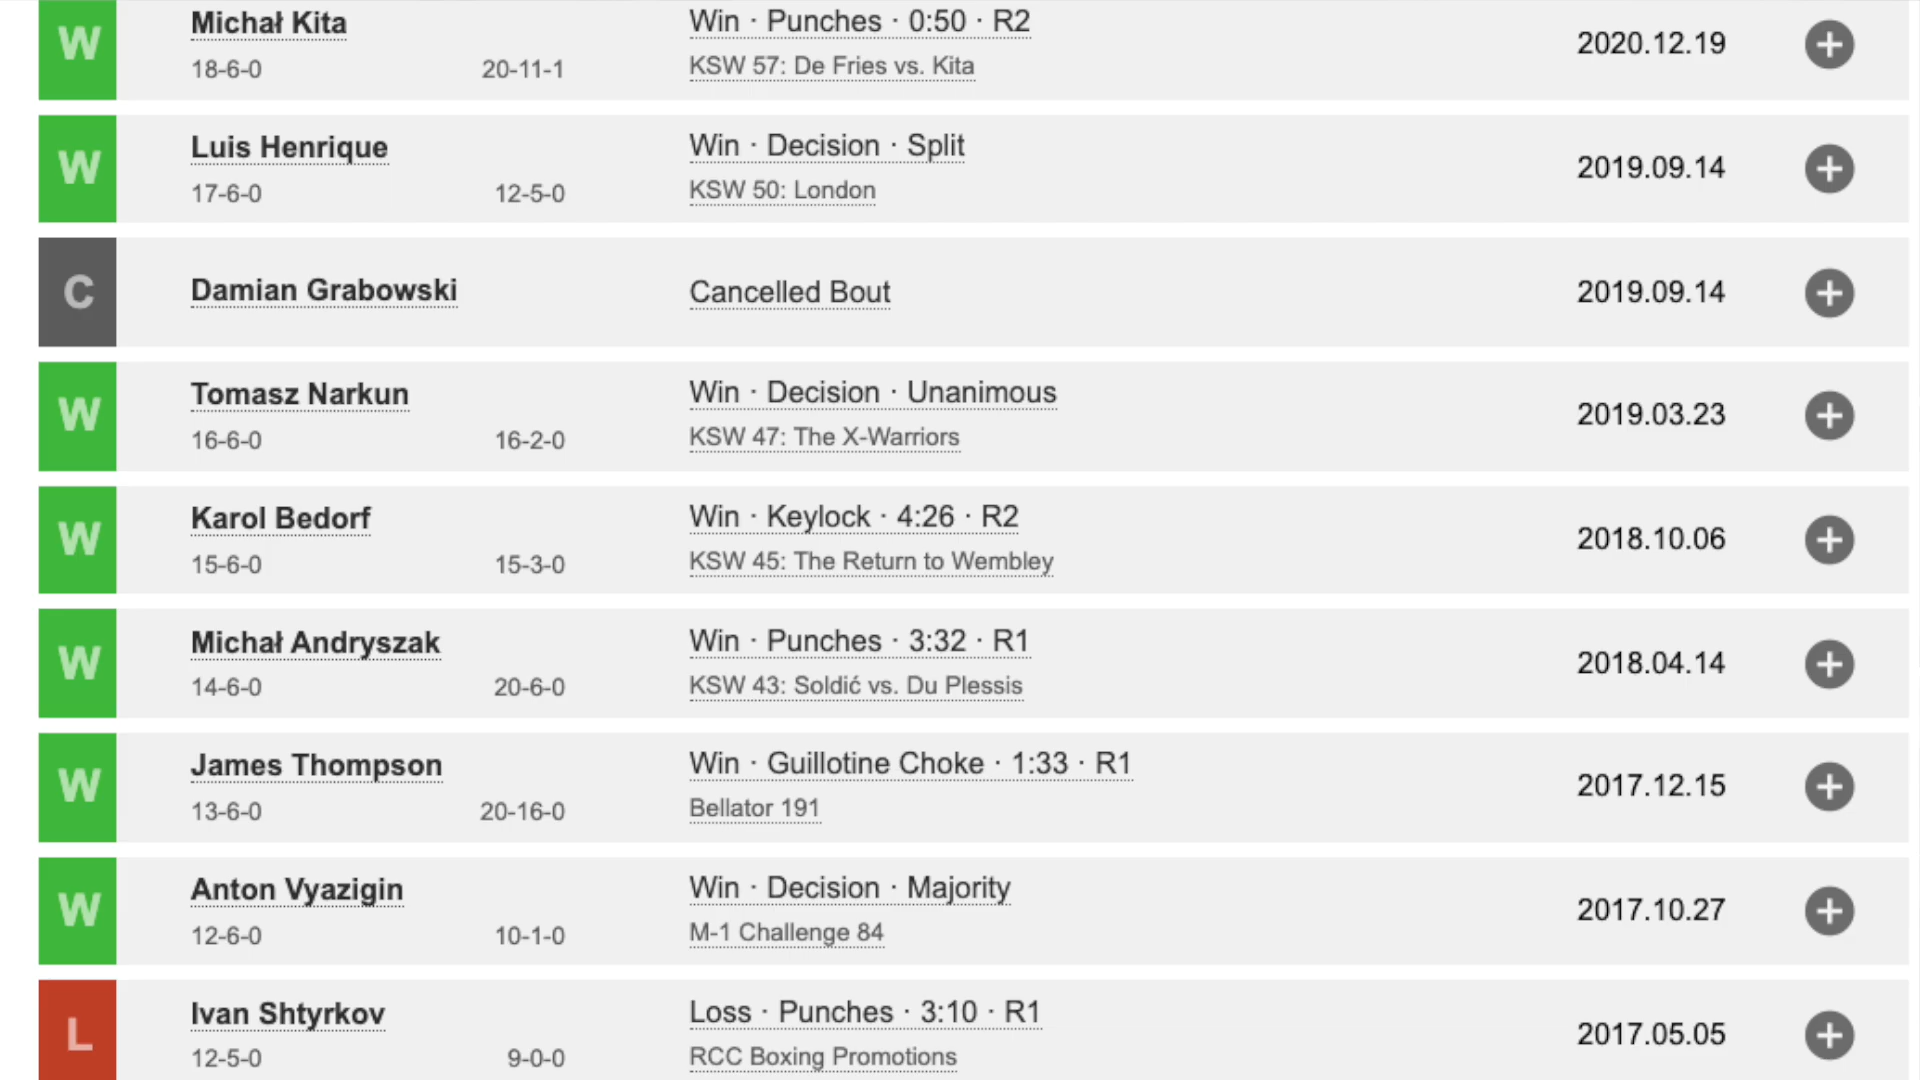 W
Michał Kita
Win · Punches · 0:50 · R2
18-6-0
20-11-1
KSW 57: De Fries vs. Kita
2020.12.19
W
Luis Henrique
Win · Decision · Split
17-6-0
12-5-0
KSW 50: London
2019.09.14
C
Damian Grabowski
Cancelled Bout
2019.09.14
W
Tomasz Narkun
Win · Decision · Unanimous
16-6-0
16-2-0
KSW 47: The X-Warriors
2019.03.23
W
Karol Bedorf
Win · Keylock · 4:26 · R2
15-6-0
15-3-0
KSW 45: The Return to Wembley
2018.10.06
W
Michał Andryszak
Win · Punches · 3:32 · R1
14-6-0
20-6-0
KSW 43: Soldić vs. Du Plessis
2018.04.14
W
James Thompson
Win · Guillotine Choke · 1:33 · R1
13-6-0
20-16-0
Bellator 191
2017.12.15
W
Anton Vyazigin
Win · Decision · Majority
12-6-0
10-1-0
M-1 Challenge 84
2017.10.27
L
Ivan Shtyrkov
Loss · Punches · 3:10 · R1
12-5-0
9-0-0
RCC Boxing Promotions
2017.05.05